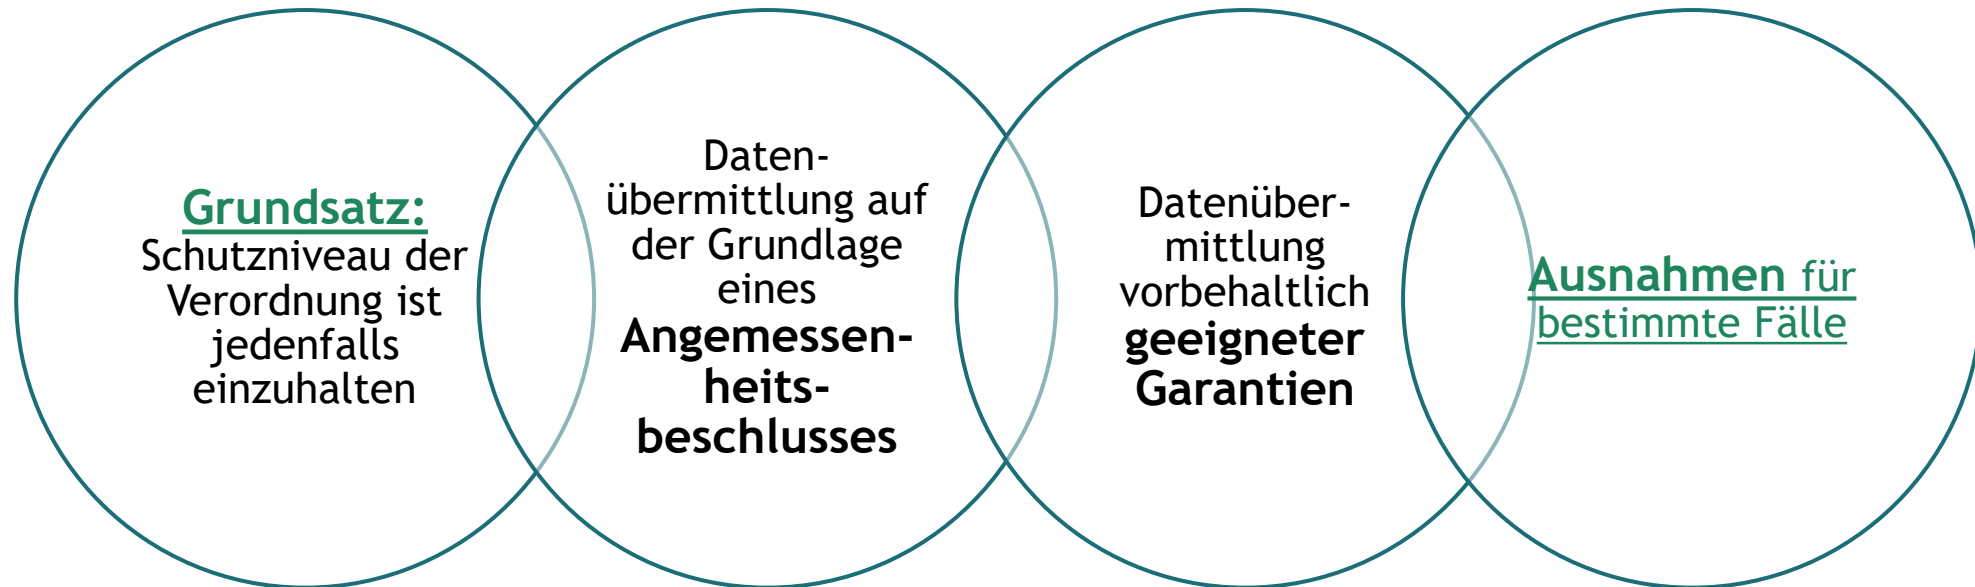 Grundsatz:
Schutzniveau der
Verordnung ist
jedenfalls
einzuhalten
Daten-
übermittlung auf
der Grundlage
eines
Angemessen-
heits-
beschlusses
Datenüber-
mittlung
vorbehaltlich
geeigneter
Garantien
Ausnahmen für
bestimmte Fälle